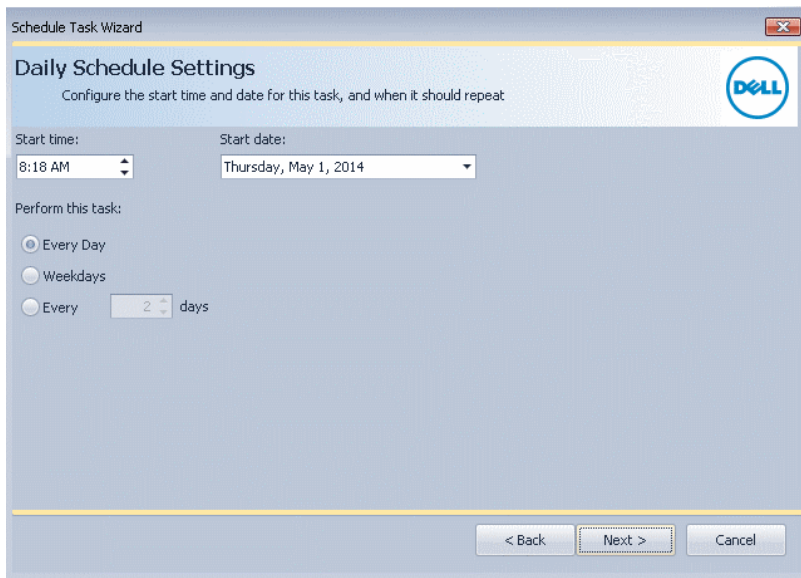 Schedule Task Wizard
Daily Schedule Settings
Configure the start time and date for this task, and when it should repeat
DELL
Start time:
Start date:
8:18 AM
Thursday, May 1, 2014
Perform this task:
Every Day
Weekdays
Every 2 days
< Back
Next >
Cancel